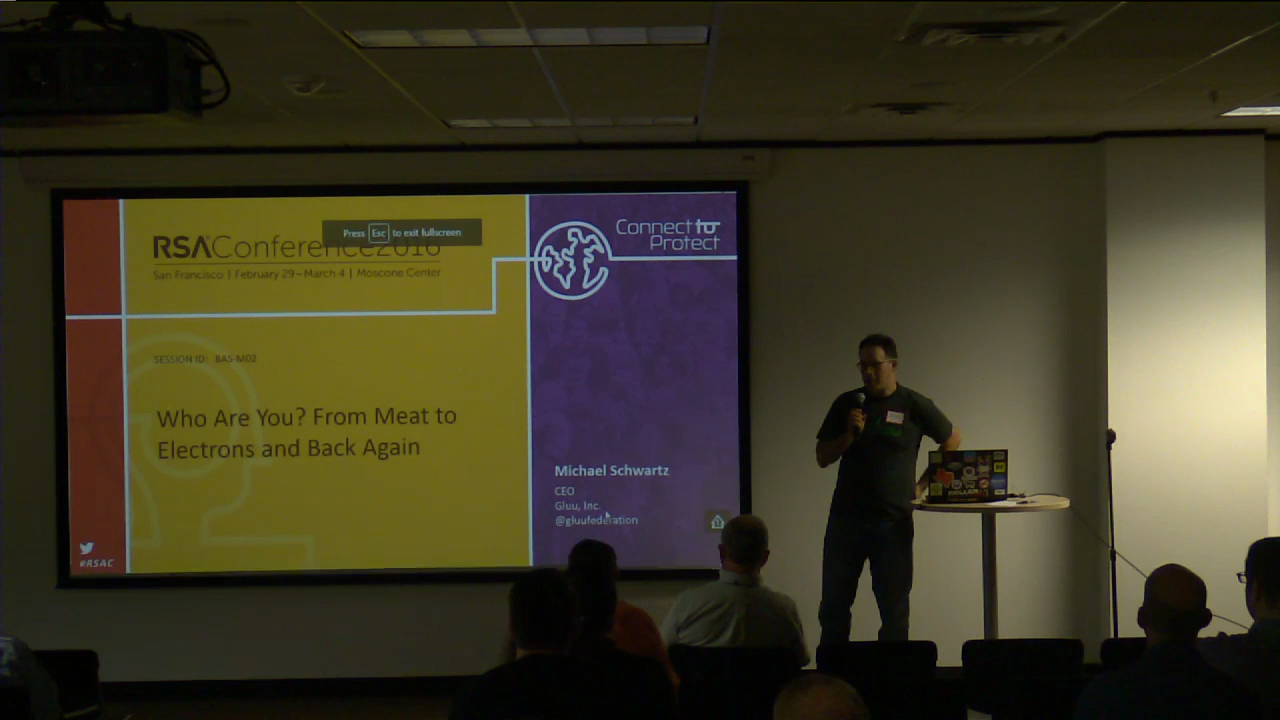 Press Esc to exit fullscreen
RSAConference2016
San Francisco | February 29 – March 4 | Moscone Center
Connect to
Protect
SESSION ID: BAS-M02
Who Are You? From Meat to
Electrons and Back Again
Michael Schwartz
CEO
Gluu, Inc.
@gluufederation
#RSAC